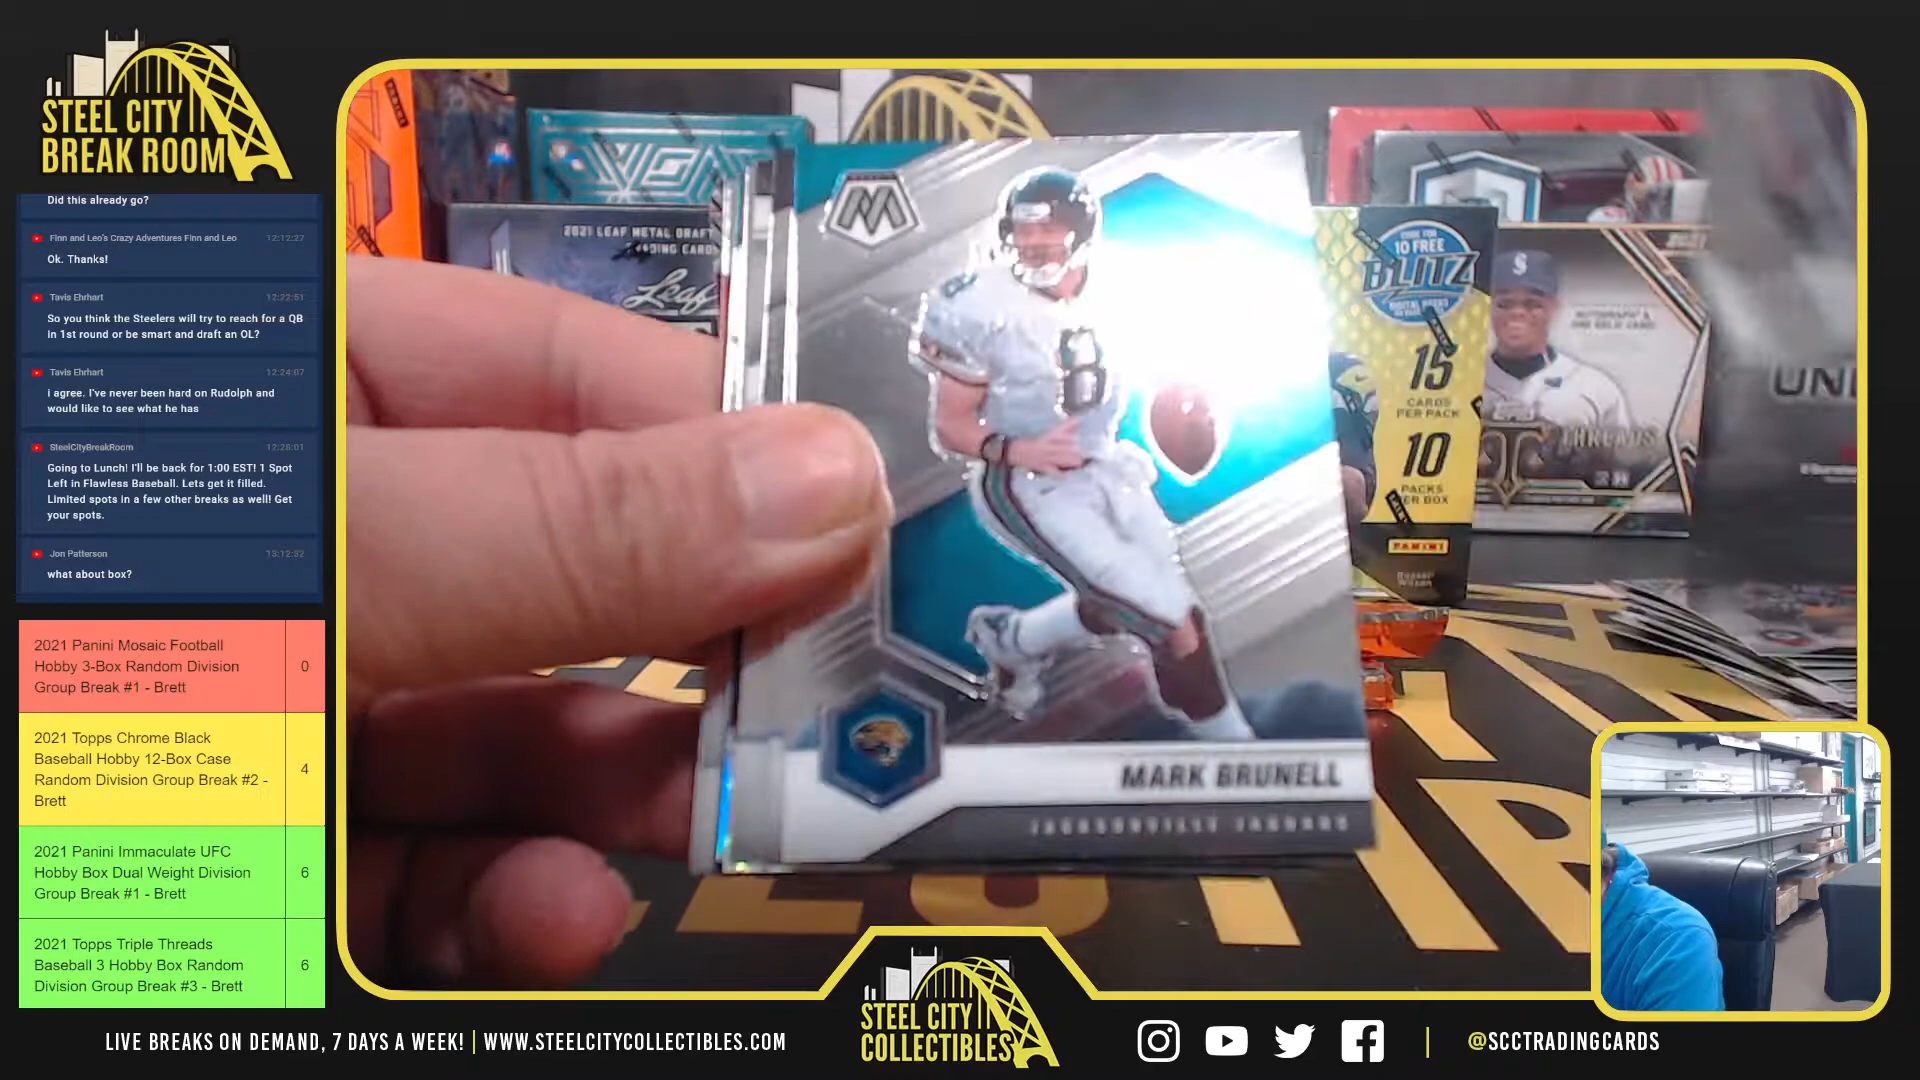 STEEL CITY
BREAK ROOM
Did this already go?
Finn and Leo's Crazy Adventures Finn and Leo 12:12:27
Ok. Thanks!
Tavis Ehrhart 12:22:51
So you think the Steelers will try to reach for a QB
in 1st round or be smart and draft an OL?
Tavis Ehrhart 12:24:07
i agree. I've never been hard on Rudolph and
would like to see what he has
SteelCityBreakRoom 12:28:01
Going to Lunch! I'll be back for 1:00 EST! 1 Spot
Left in Flawless Baseball. Lets get it filled.
Limited spots in a few other breaks as well! Get
your spots.
Jon Patterson 13:12:32
what about box?
2021 Panini Mosaic Football
Hobby 3-Box Random Division
Group Break #1 - Brett
0
2021 Topps Chrome Black
Baseball Hobby 12-Box Case
Random Division Group Break #2 -
Brett
4
2021 Panini Immaculate UFC
Hobby Box Dual Weight Division
Group Break #1 - Brett
6
2021 Topps Triple Threads
Baseball 3 Hobby Box Random
Division Group Break #3 - Brett
6
2021 LEAF METAL DRAFT
Leaf
8
8
MARK BRUNELL
JACKSONVILLE JAGUARS
10 FREE
BLITZ
15
CARDS
PER PACK
10
PACKS
PER BOX
PANINI
Russell
Wilson
S
THREADS
UNI
STEEL CITY
COLLECTIBLES
LIVE BREAKS ON DEMAND, 7 DAYS A WEEK! | WWW.STEELCITYCOLLECTIBLES.COM
@SCCTRADINGCARDS